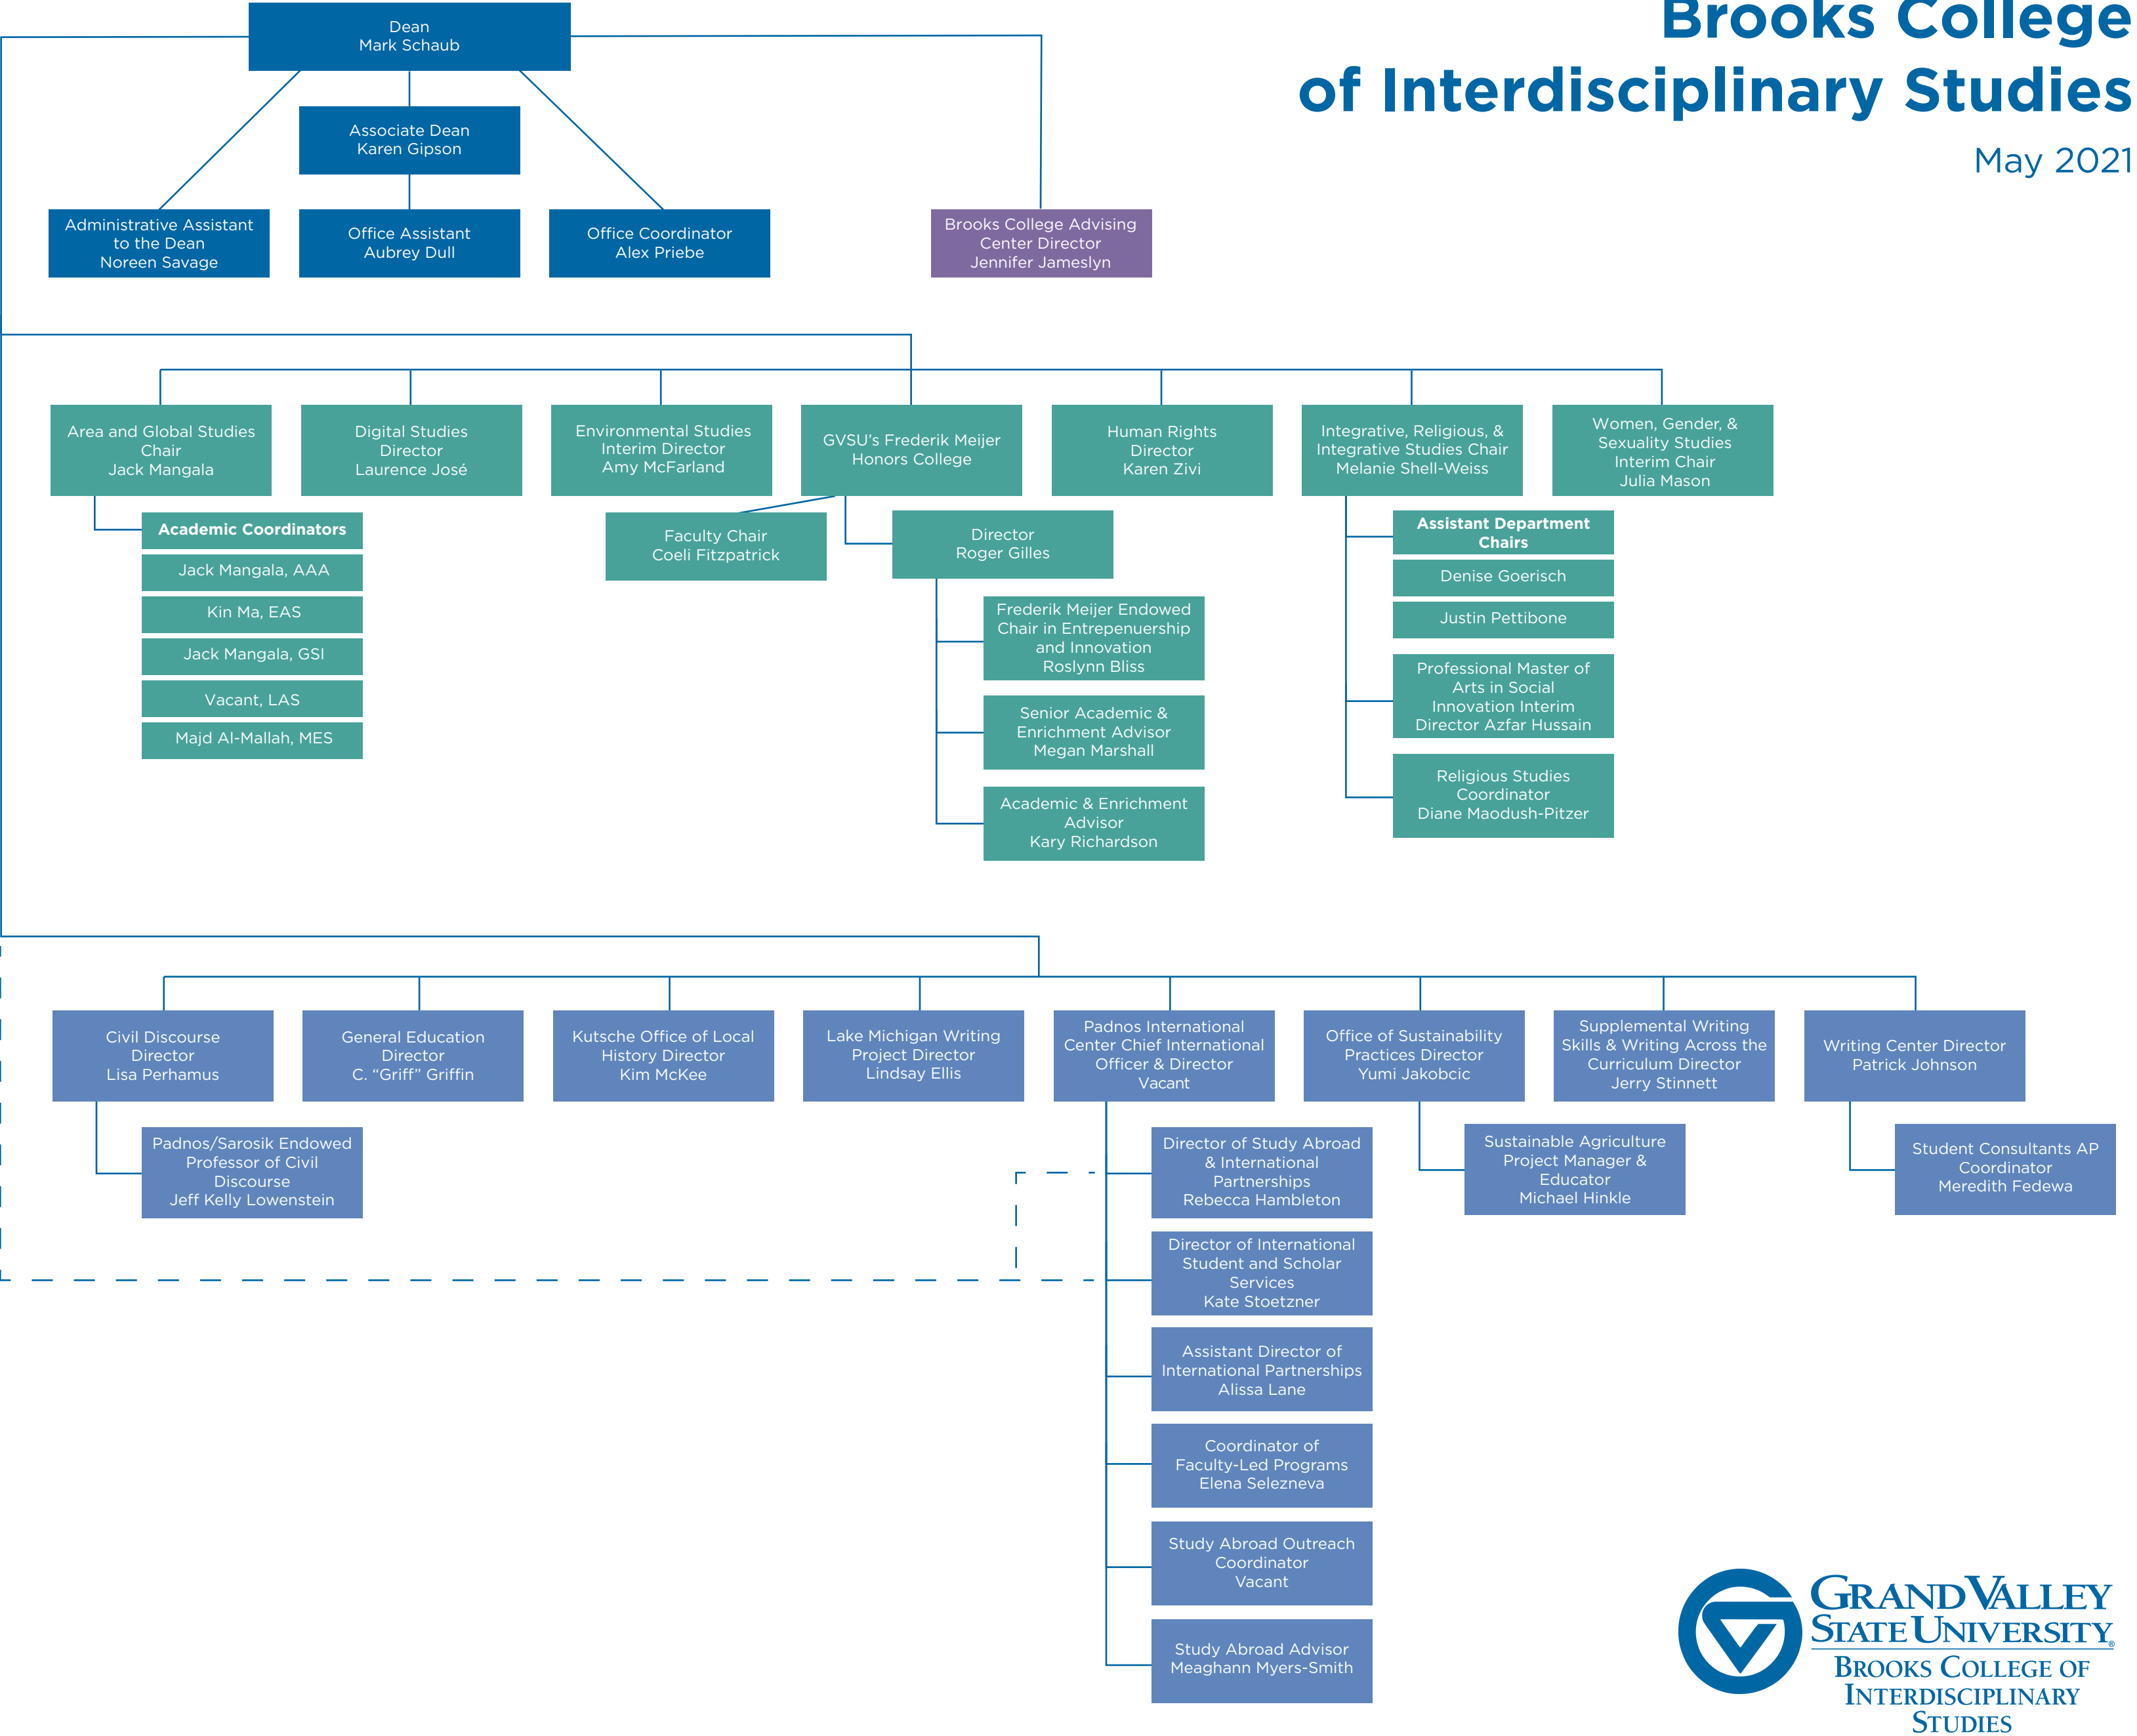 Brooks College
of Interdisciplinary Studies
May 2021
Dean
Mark Schaub
Associate Dean
Karen Gipson
Administrative Assistant
to the Dean
Noreen Savage
Office Assistant
Aubrey Dull
Office Coordinator
Alex Priebe
Brooks College Advising
Center Director
Jennifer Jameslyn
Area and Global Studies
Chair
Jack Mangala
Digital Studies
Director
Laurence José
Environmental Studies
Interim Director
Amy McFarland
GVSU's Frederik Meijer
Honors College
Human Rights
Director
Karen Zivi
Integrative, Religious, &
Integrative Studies Chair
Melanie Shell-Weiss
Women, Gender, &
Sexuality Studies
Interim Chair
Julia Mason
Academic Coordinators
Jack Mangala, AAA
Kin Ma, EAS
Jack Mangala, GSI
Vacant, LAS
Majd Al-Mallah, MES
Faculty Chair
Coeli Fitzpatrick
Director
Roger Gilles
Frederik Meijer Endowed
Chair in Entrepenuership
and Innovation
Roslynn Bliss
Senior Academic &
Enrichment Advisor
Megan Marshall
Academic & Enrichment
Advisor
Kary Richardson
Assistant Department
Chairs
Denise Goerisch
Justin Pettibone
Professional Master of
Arts in Social
Innovation Interim
Director Azfar Hussain
Religious Studies
Coordinator
Diane Maodush-Pitzer
Civil Discourse
Director
Lisa Perhamus
General Education
Director
C. “Griff” Griffin
Kutsche Office of Local
History Director
Kim McKee
Lake Michigan Writing
Project Director
Lindsay Ellis
Padnos International
Center Chief International
Officer & Director
Vacant
Office of Sustainability
Practices Director
Yumi Jakobcic
Supplemental Writing
Skills & Writing Across the
Curriculum Director
Jerry Stinnett
Writing Center Director
Patrick Johnson
Padnos/Sarosik Endowed
Professor of Civil
Discourse
Jeff Kelly Lowenstein
Director of Study Abroad
& International
Partnerships
Rebecca Hambleton
Director of International
Student and Scholar
Services
Kate Stoetzner
Assistant Director of
International Partnerships
Alissa Lane
Coordinator of
Faculty-Led Programs
Elena Selezneva
Study Abroad Outreach
Coordinator
Vacant
Study Abroad Advisor
Meaghann Myers-Smith
Sustainable Agriculture
Project Manager &
Educator
Michael Hinkle
Student Consultants AP
Coordinator
Meredith Fedewa
GRAND VALLEY
STATE UNIVERSITY®
BROOKS COLLEGE OF
INTERDISCIPLINARY
STUDIES